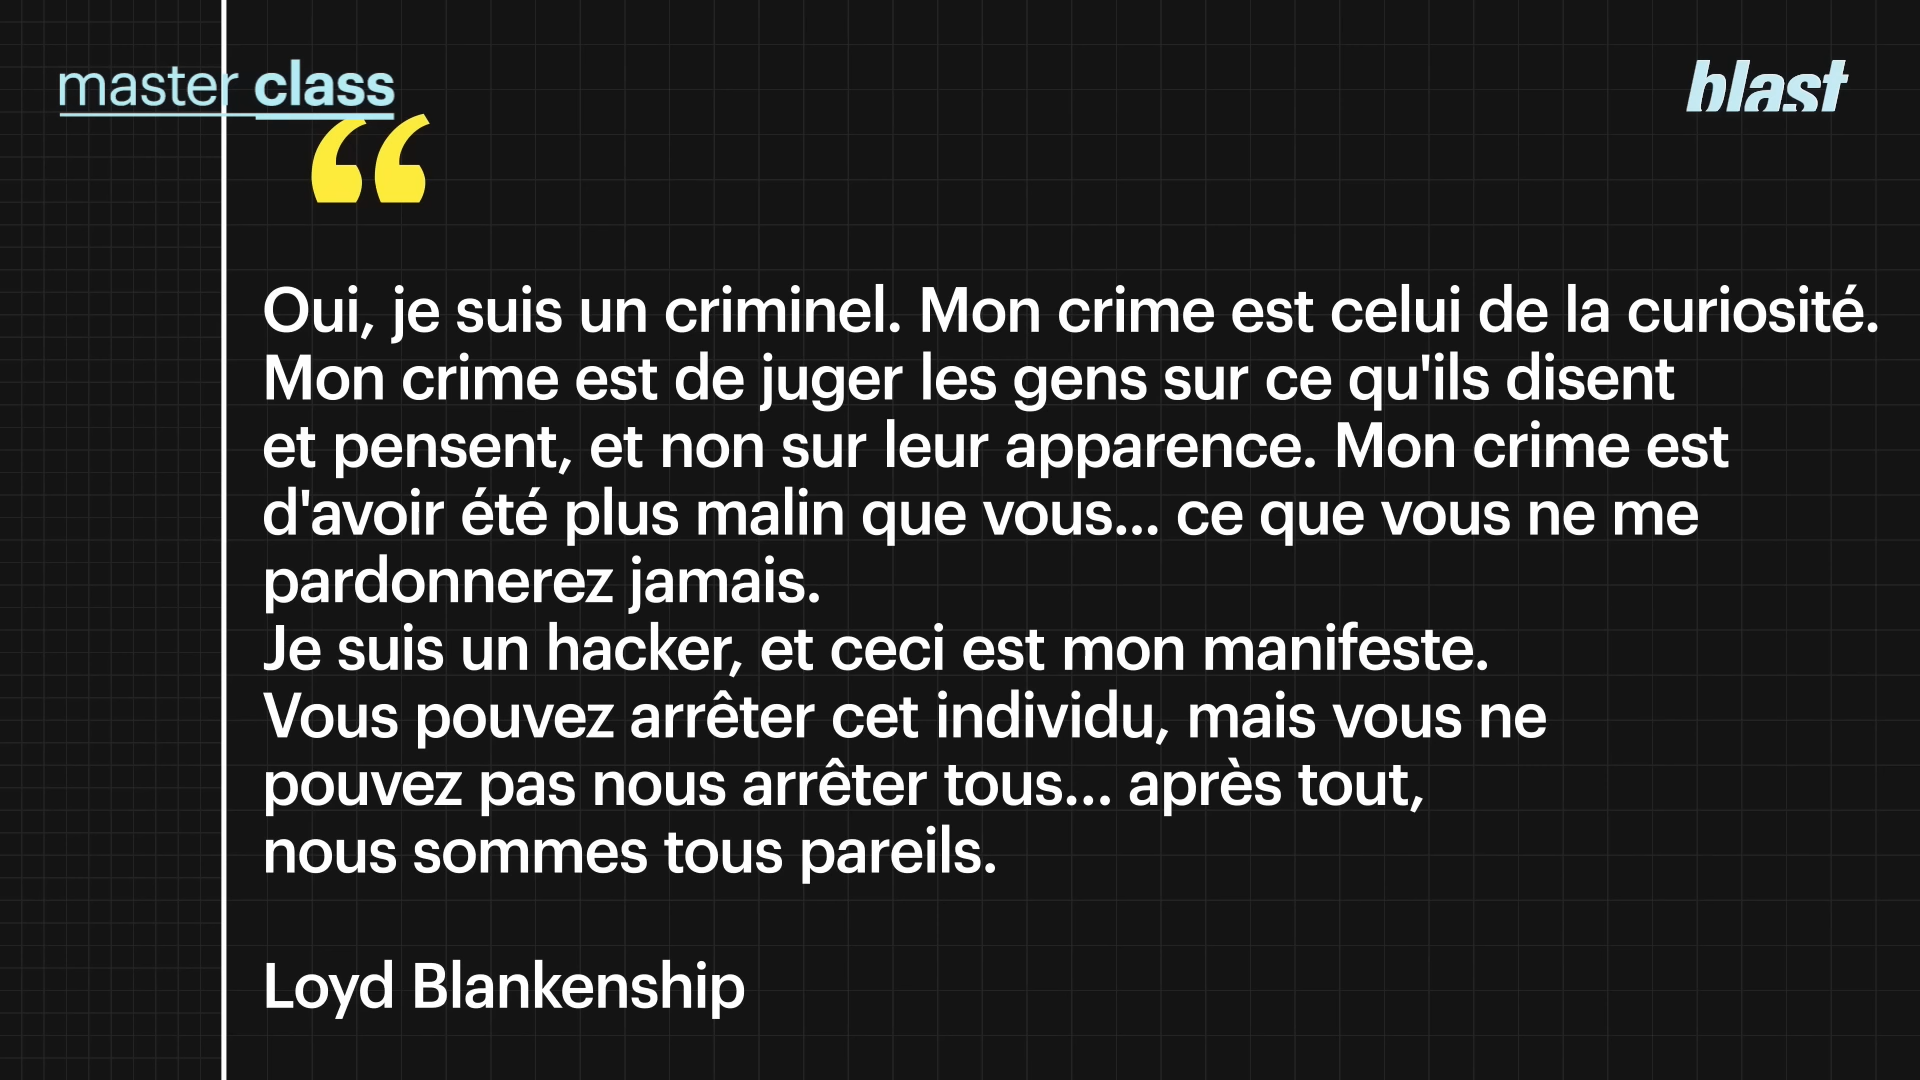 master class
blast
Oui, je suis un criminel. Mon crime est celui de la curiosité.
Mon crime est de juger les gens sur ce qu'ils disent
et pensent, et non sur leur apparence. Mon crime est
d'avoir été plus malin que vous... ce que vous ne me
pardonnerez jamais.
Je suis un hacker, et ceci est mon manifeste.
Vous pouvez arrêter cet individu, mais vous ne
pouvez pas nous arrêter tous... après tout,
nous sommes tous pareils.
Loyd Blankenship